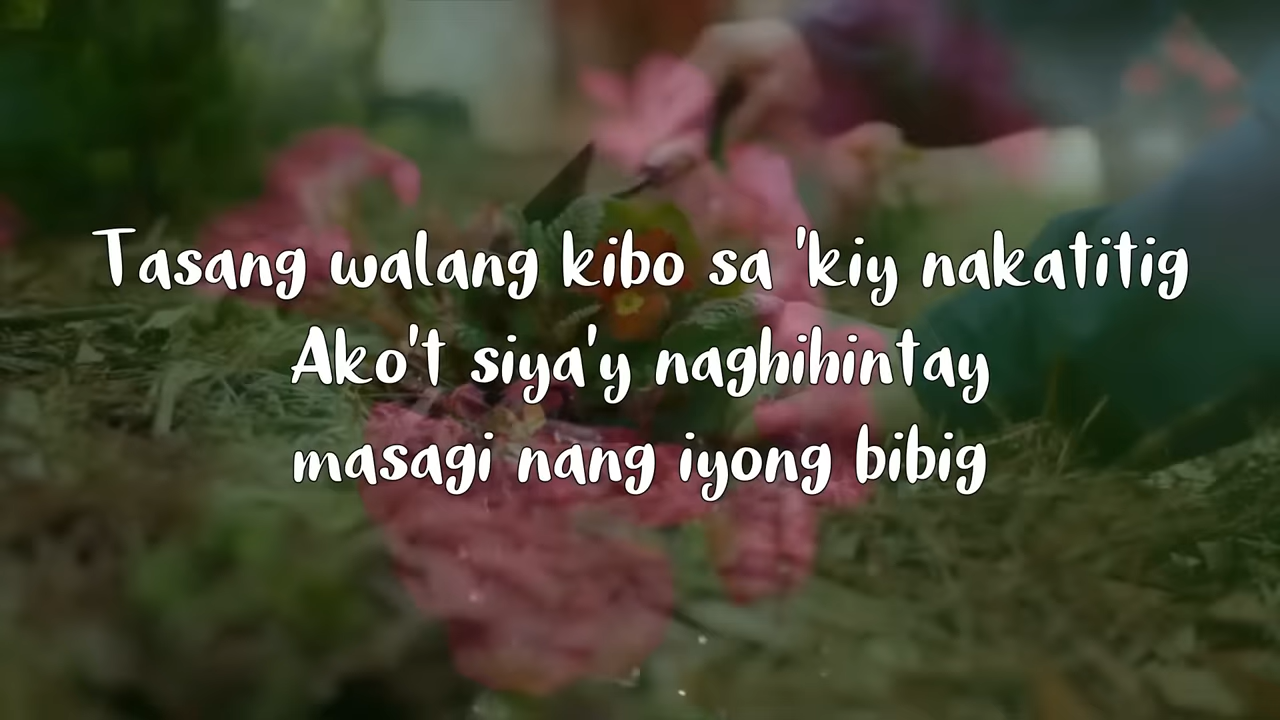 Tasang walang kibo sa 'kiy nakatitig
Ako't siya'y naghihintay
masagi nang iyong bibig